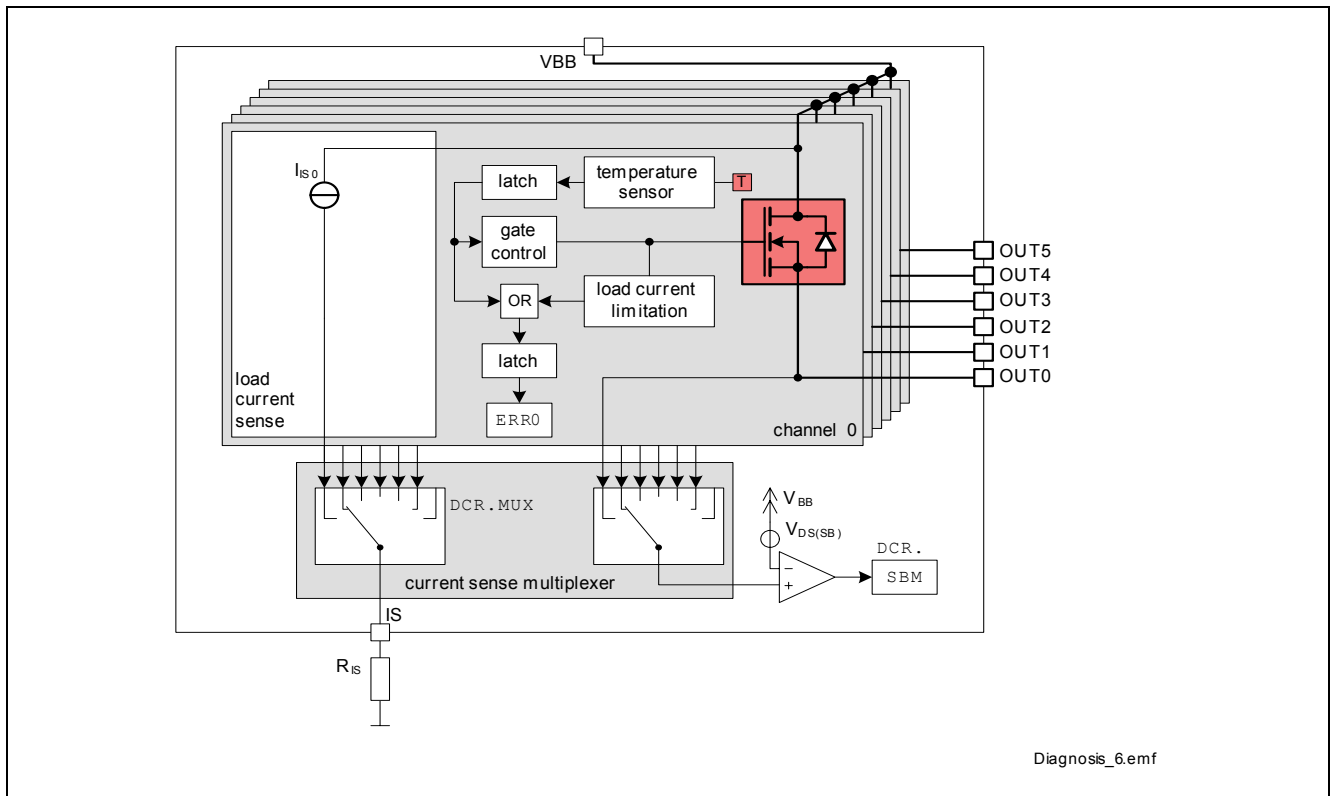 VBB
I IS0
latch
temperature
sensor
T
gate
control
OR
load current
limitation
latch
ERR0
load
current
sense
channel 0
OUT5
OUT4
OUT3
OUT2
OUT1
OUT0
DCR.MUX
current sense multiplexer
VBB
VDS(SB)
−
+
DCR.
SBM
IS
RIS
Diagnosis_6.emf